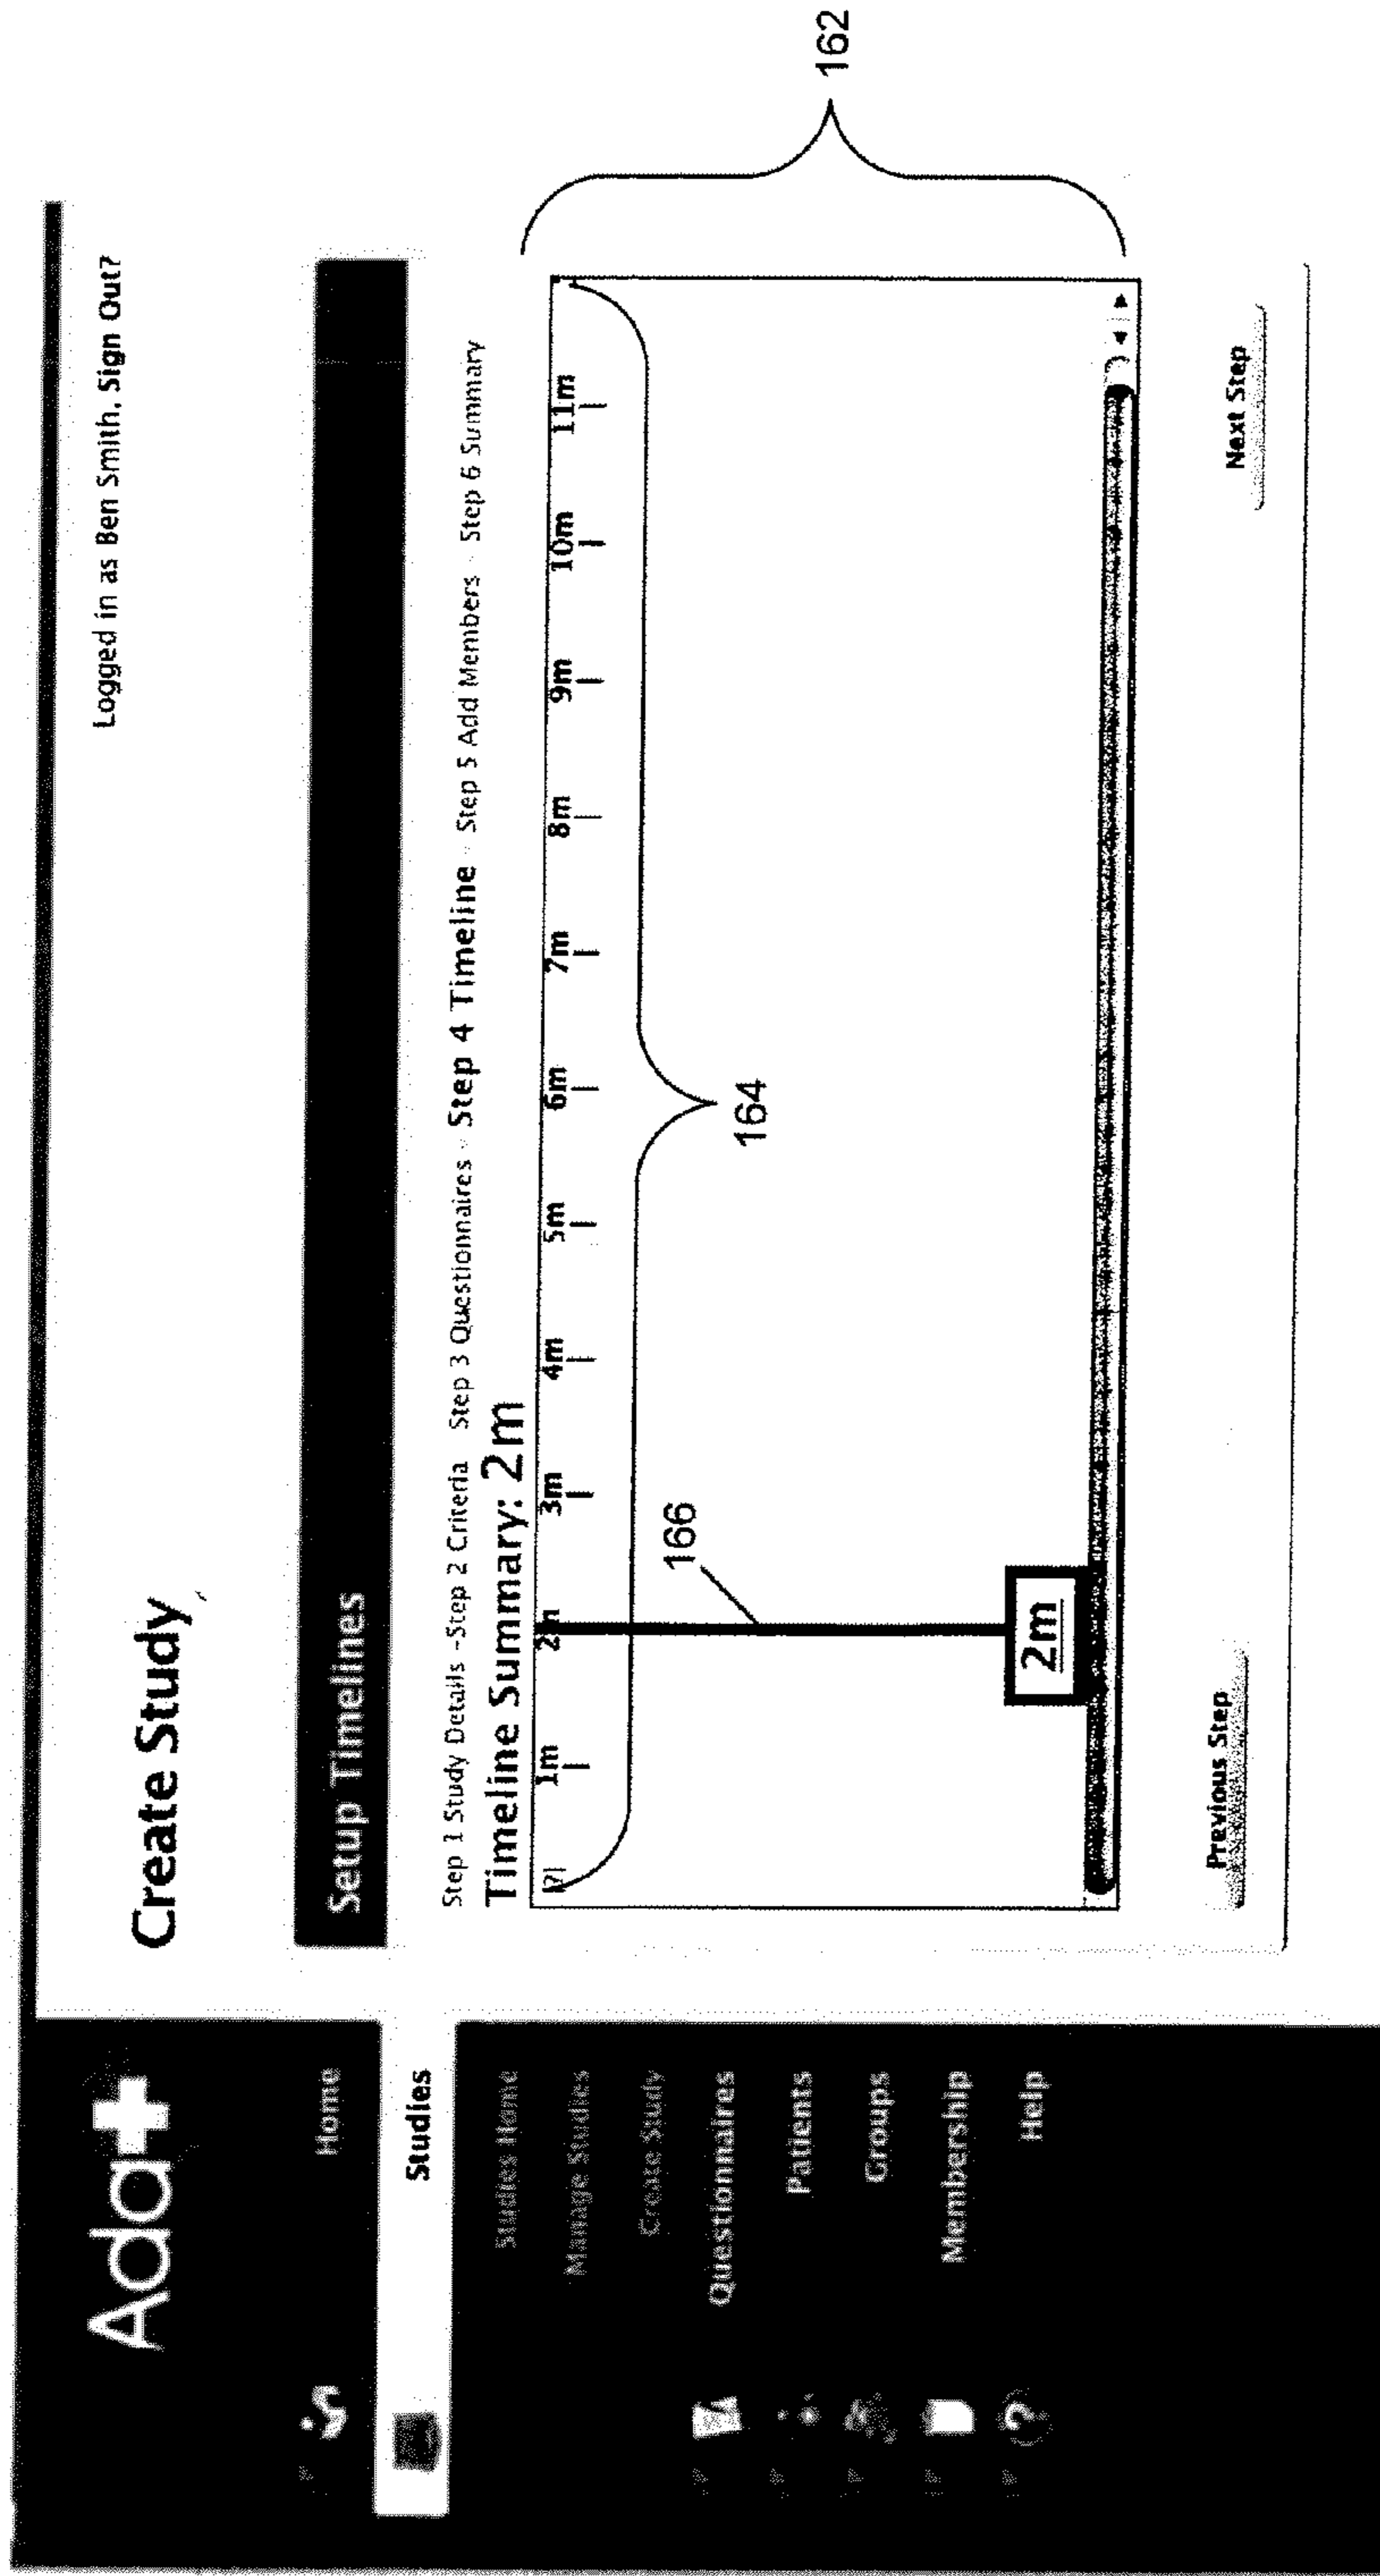 Ada+
Home
Studies
Studies Home
Manage Studies
Create Study
Questionnaires
Patients
Groups
Membership
? Help
Logged in as Ben Smith, Sign Out?
Create Study
Setup Timelines
Step 1 Study Details - Step 2 Criteria Step 3 Questionnaires Step 4 Timeline Step 5 Add Members Step 6 Summary
Timeline Summary: 2m
1m 2m 3m 4m 5m 6m 7m 8m 9m 10m 11m
164
166
2m
162
Previous Step Next Step